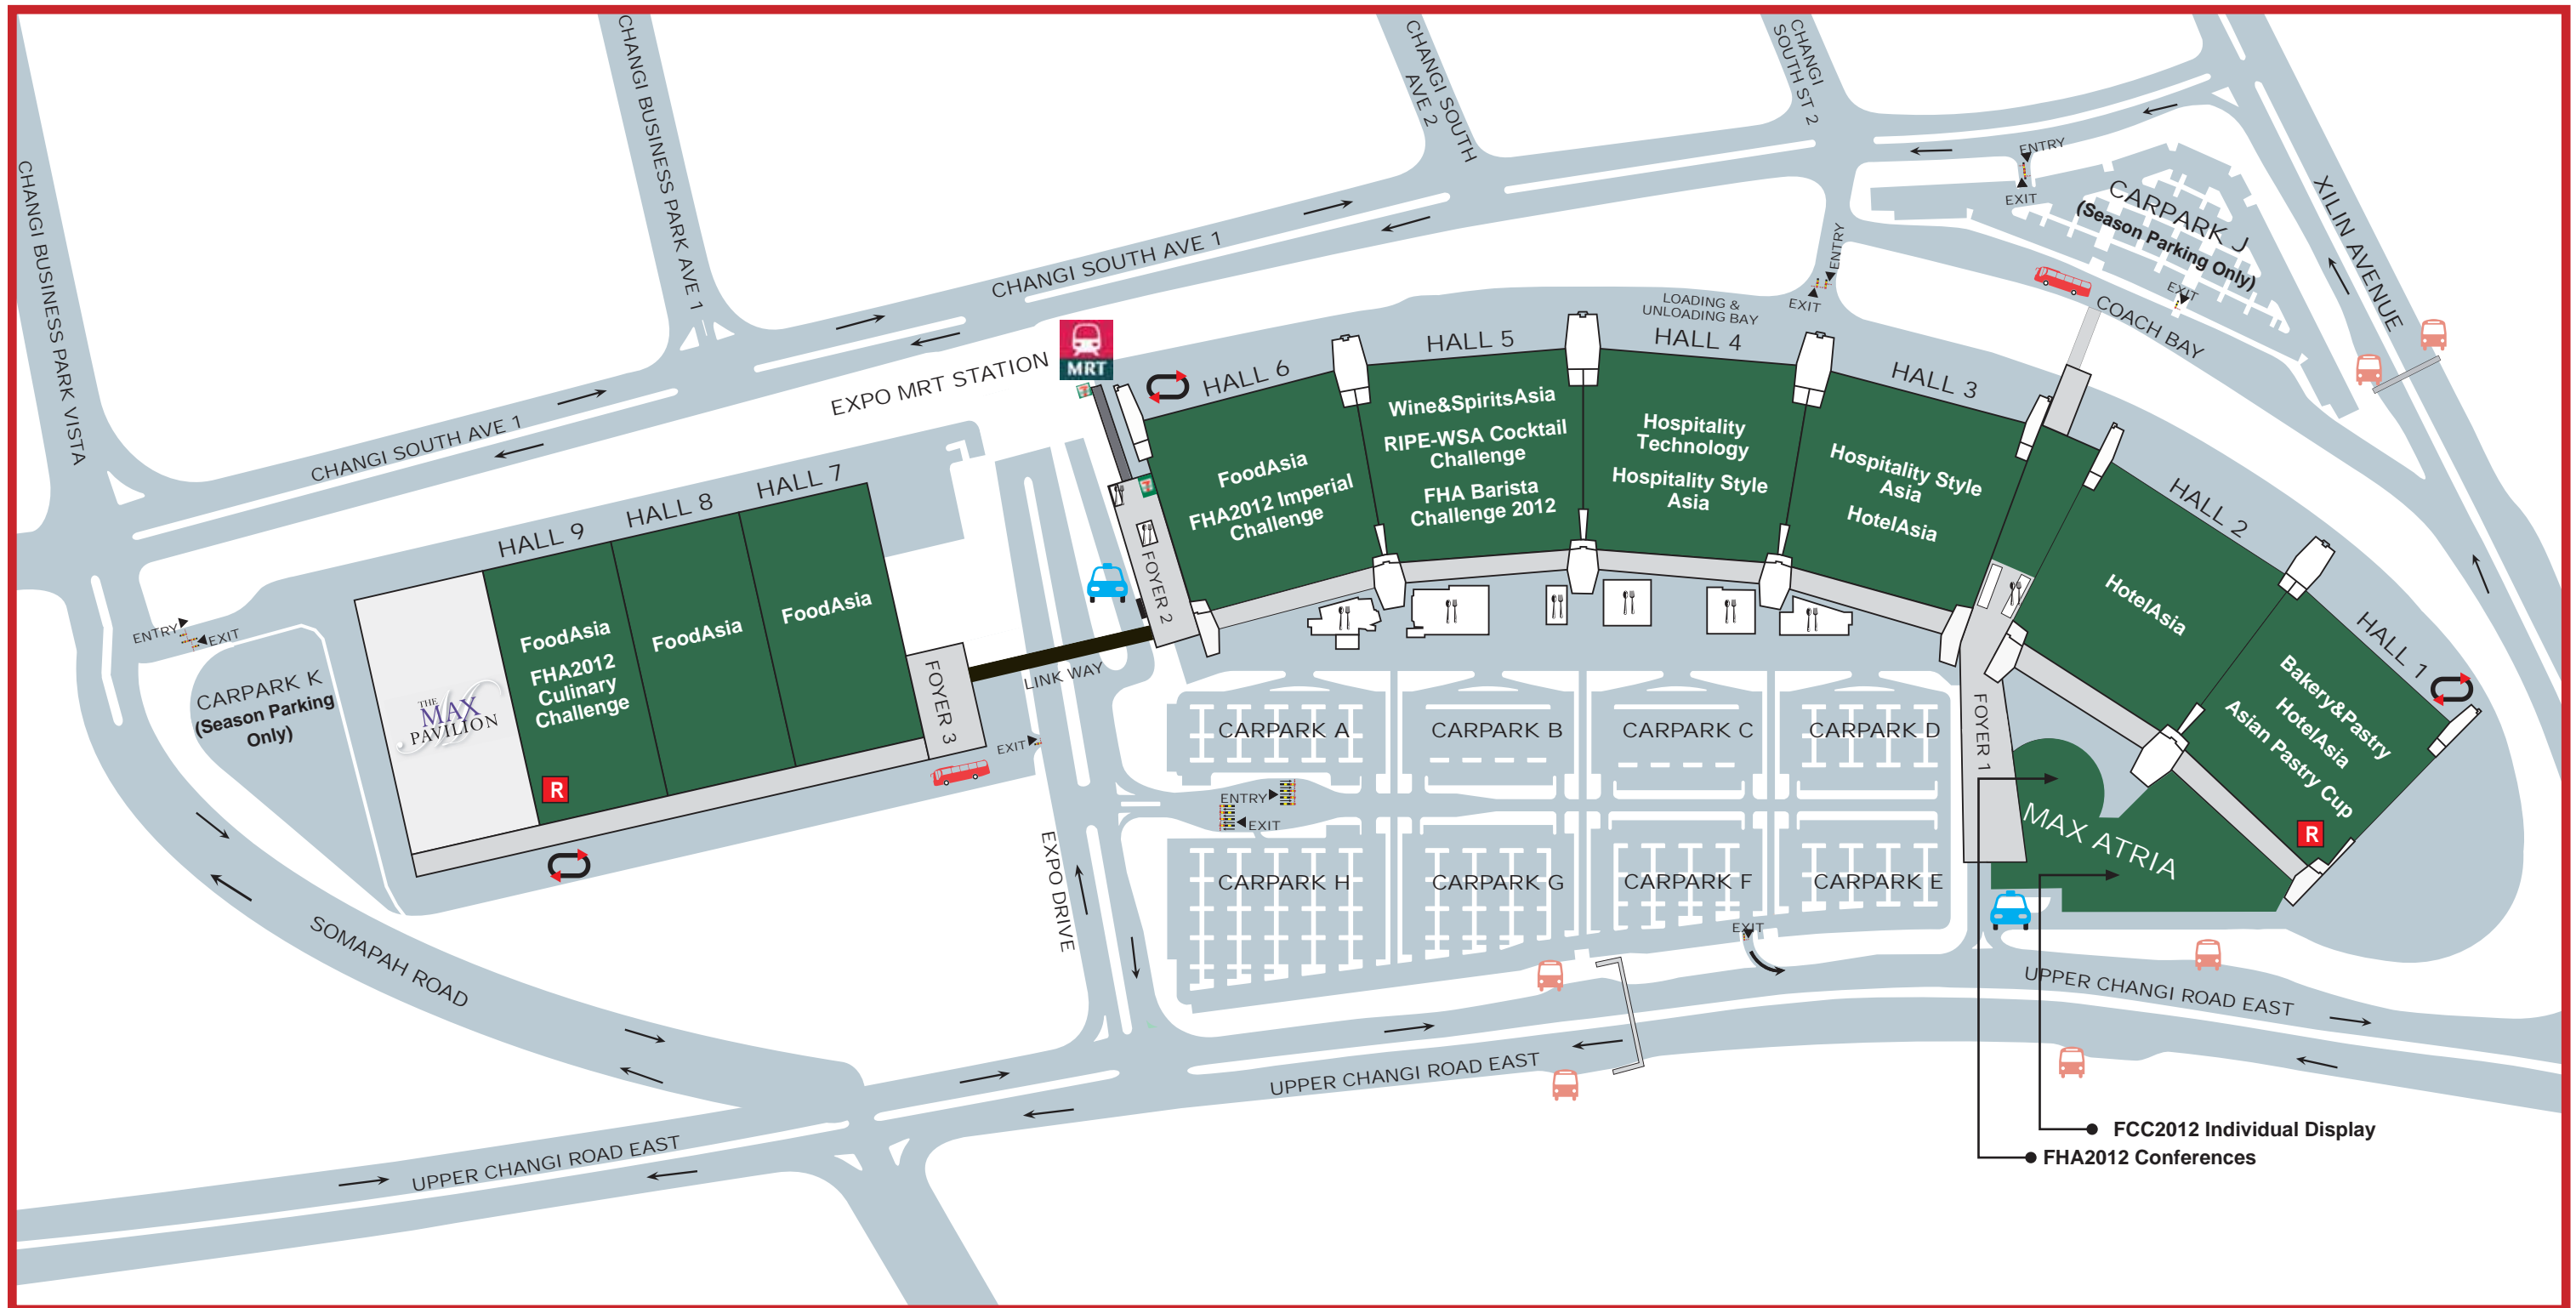 CHANGI BUSINESS PARK VISTA
CHANGI BUSINESS PARK AVE 1
CHANGI SOUTH
AVE 2
CHANGI
SOUTH ST 2
XILIN AVENUE
ENTRY
EXIT
CARPARK J
(Season Parking Only)
EXIT
COACH BAY
ENTRY
EXIT
LOADING &
UNLOADING BAY
CHANGI SOUTH AVE 1
CHANGI SOUTH AVE 1
EXPO MRT STATION
MRT
HALL 6
HALL 5
HALL 4
HALL 3
HALL 2
HALL 1
FoodAsia
FHA2012 Imperial
Challenge
Wine&SpiritsAsia
RIPE-WSA Cocktail
Challenge
FHA Barista
Challenge 2012
Hospitality
Technology
Hospitality Style
Asia
Hospitality Style
Asia
HotelAsia
HotelAsia
Bakery&Pastry
HotelAsia
Asian Pastry Cup
R
HALL 9
HALL 8
HALL 7
FoodAsia
FHA2012
Culinary
Challenge
R
FoodAsia
FoodAsia
THE
MAX
PAVILION
ENTRY
EXIT
CARPARK K
(Season Parking
Only)
FOYER 3
FOYER 2
FOYER 1
LINK WAY
EXIT
CARPARK A
CARPARK B
CARPARK C
CARPARK D
ENTRY
EXIT
CARPARK H
CARPARK G
CARPARK F
CARPARK E
EXIT
MAX ATRIA
EXPO DRIVE
SOMAPAH ROAD
UPPER CHANGI ROAD EAST
UPPER CHANGI ROAD EAST
UPPER CHANGI ROAD EAST
FCC2012 Individual Display
FHA2012 Conferences